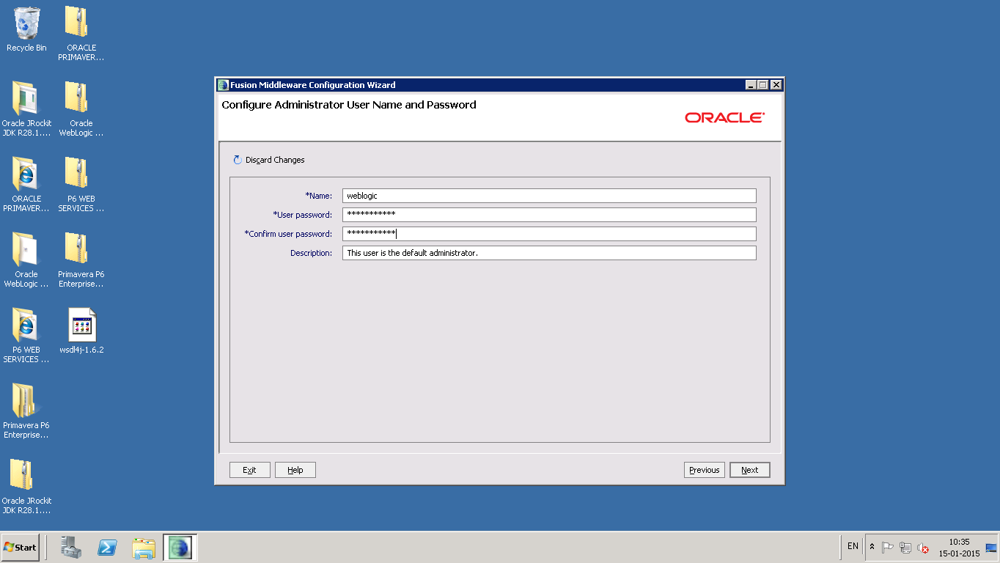 Recycle Bin
ORACLE
PRIMAVER...
Oracle JRockit
JDK R28.1....
Oracle
WebLogic ...
ORACLE
PRIMAVER...
P6 WEB
SERVICES ...
Oracle
WebLogic ...
Primavera P6
Enterprise...
P6 WEB
SERVICES ...
wsdl4j-1.6.2
Primavera P6
Enterprise...
Oracle JRockit
JDK R28.1....
Fusion Middleware Configuration Wizard
Configure Administrator User Name and Password
ORACLE
Discard Changes
*Name: weblogic
*User password: ***********
*Confirm user password: ***********
Description: This user is the default administrator.
Exit Help Previous Next
Start EN 10:35
15-01-2015